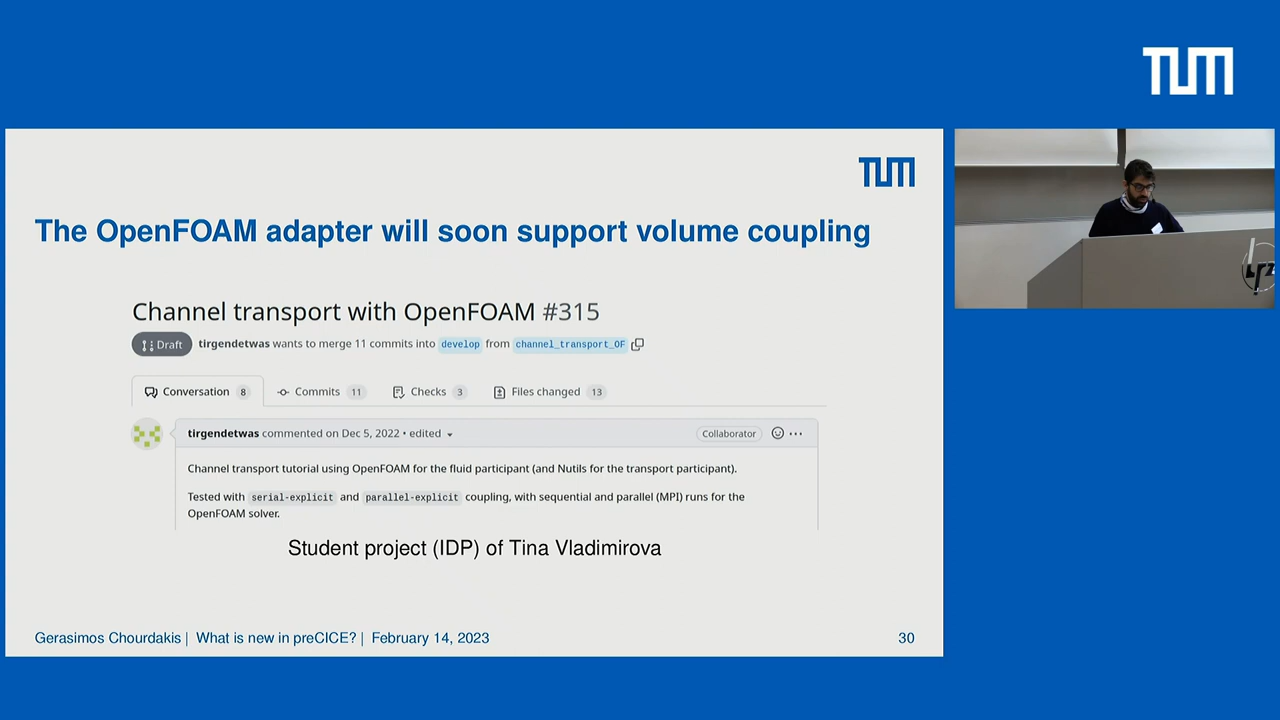 TUM
TUM
The OpenFOAM adapter will soon support volume coupling
Channel transport with OpenFOAM #315
Draft tirgendetwas wants to merge 11 commits into develop from channel_transport_OF
Conversation 8 Commits 11 Checks 3 Files changed 13
tirgendetwas commented on Dec 5, 2022 • edited Collaborator ...
Channel transport tutorial using OpenFOAM for the fluid participant (and Nutils for the transport participant).
Tested with serial-explicit and parallel-explicit coupling, with sequential and parallel (MPI) runs for the
OpenFOAM solver.
Student project (IDP) of Tina Vladimirova
Gerasimos Chourdakis | What is new in preCICE? | February 14, 2023 30
lrz